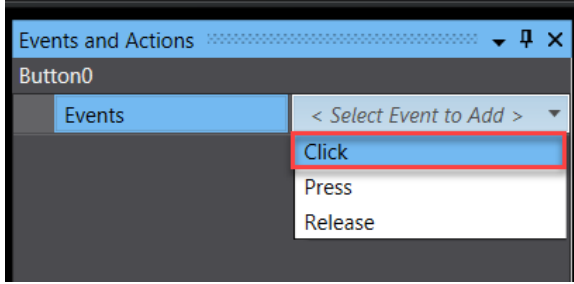 Events and Actions
Button0
Events < Select Event to Add >
Click
Press
Release